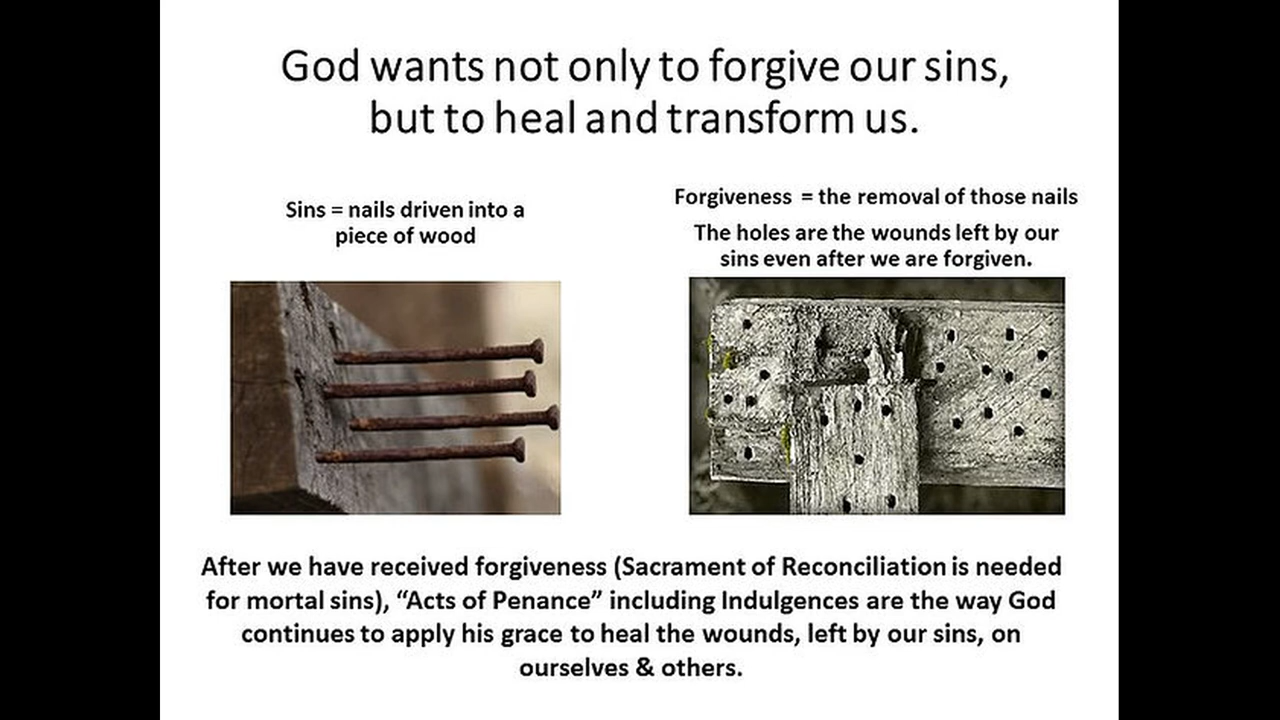 God wants not only to forgive our sins,
but to heal and transform us.
Sins = nails driven into a
piece of wood
Forgiveness = the removal of those nails
The holes are the wounds left by our
sins even after we are forgiven.
After we have received forgiveness (Sacrament of Reconciliation is needed
for mortal sins), “Acts of Penance” including Indulgences are the way God
continues to apply his grace to heal the wounds, left by our sins, on
ourselves & others.